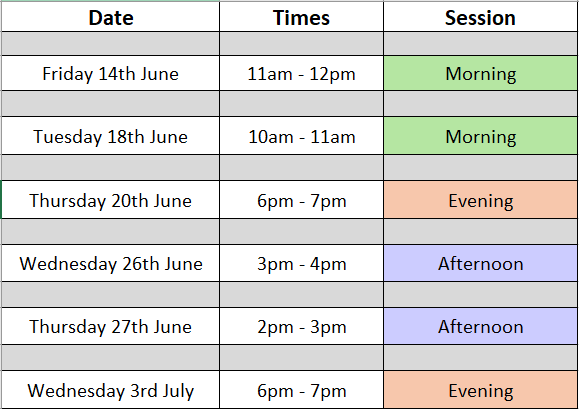 Date Times Session
Friday 14th June 11am - 12pm Morning
Tuesday 18th June 10am - 11am Morning
Thursday 20th June 6pm - 7pm Evening
Wednesday 26th June 3pm - 4pm Afternoon
Thursday 27th June 2pm - 3pm Afternoon
Wednesday 3rd July 6pm - 7pm Evening